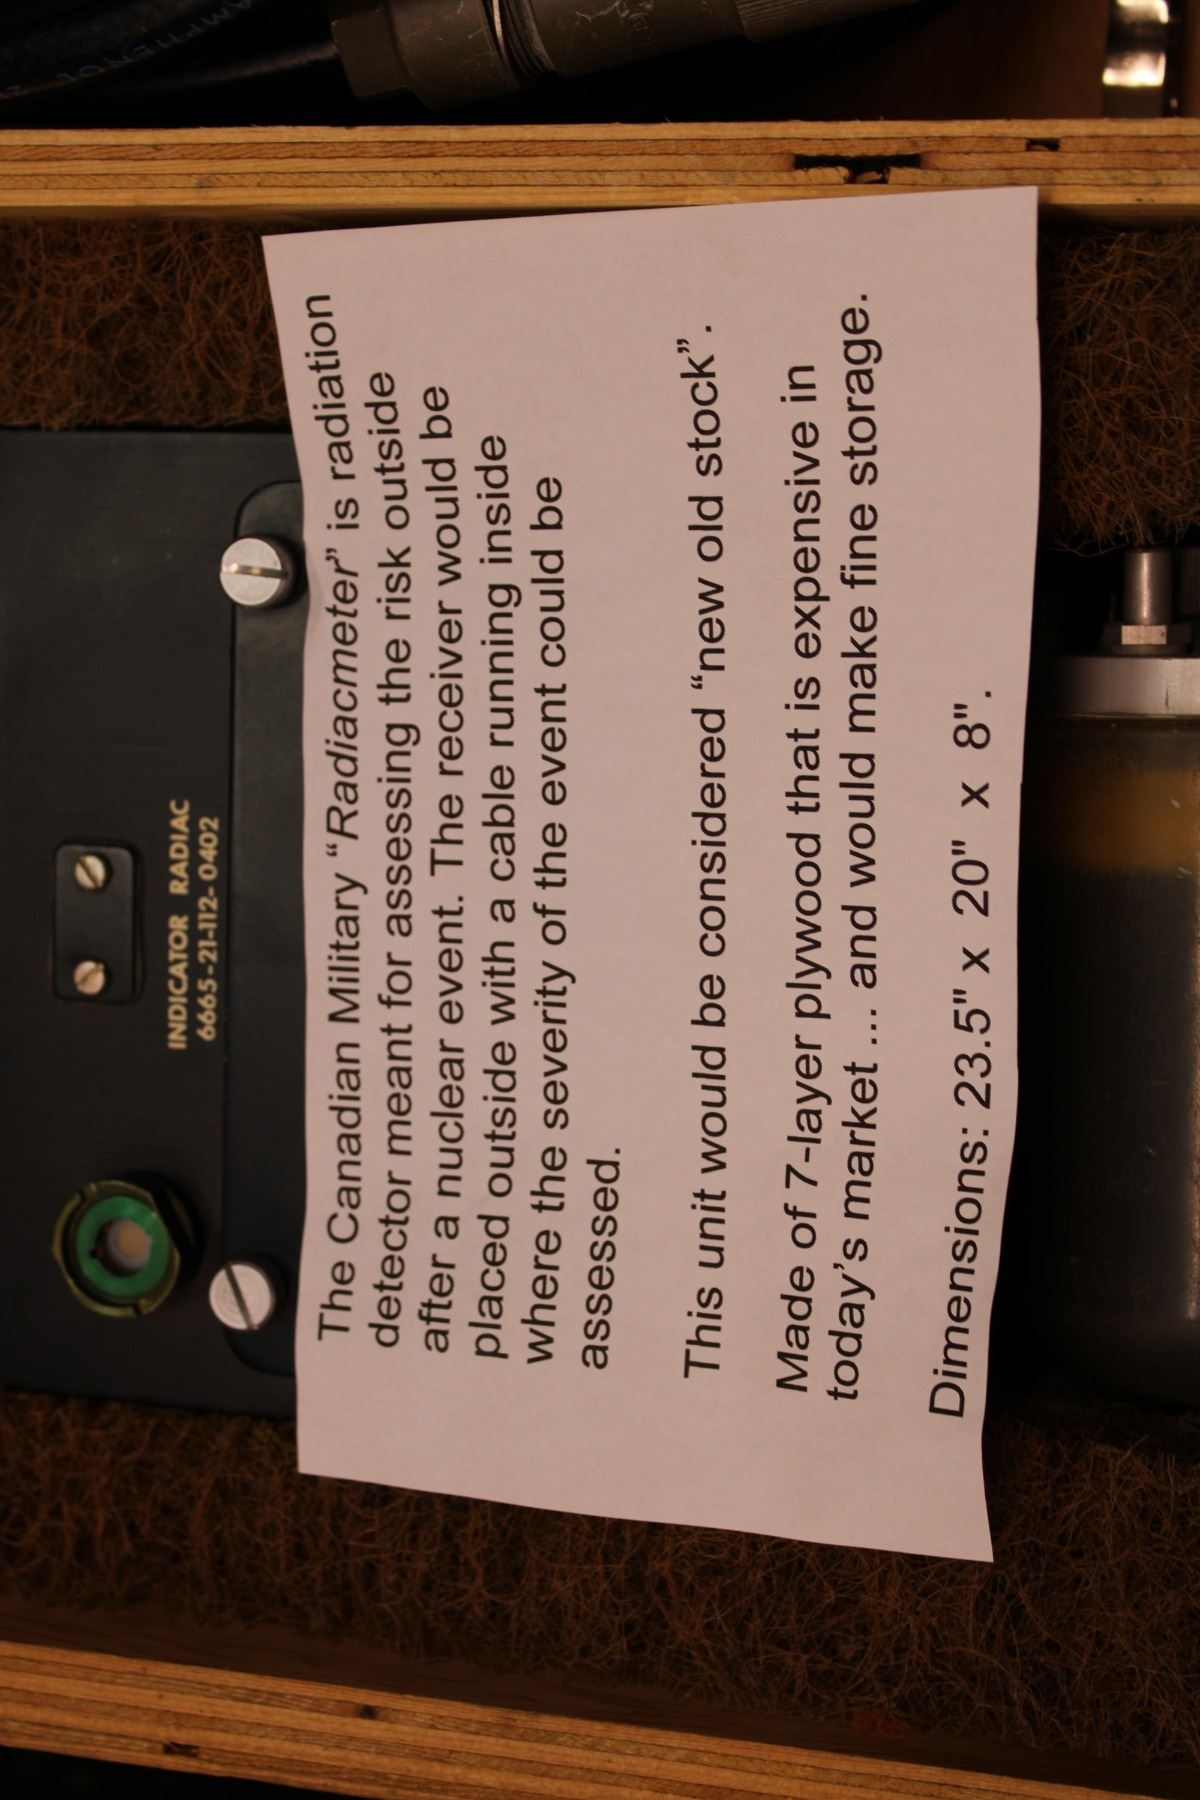 AMPHENOL
INDICATOR RADIAC
6665-21-112-0402
The Canadian Military “Radiacmeter” is radiation
detector meant for assessing the risk outside
after a nuclear event. The receiver would be
placed outside with a cable running inside
where the severity of the event could be
assessed.
This unit would be considered “new old stock”.
Made of 7-layer plywood that is expensive in
today’s market ... and would make fine storage.
Dimensions: 23.5" x 20" x 8".